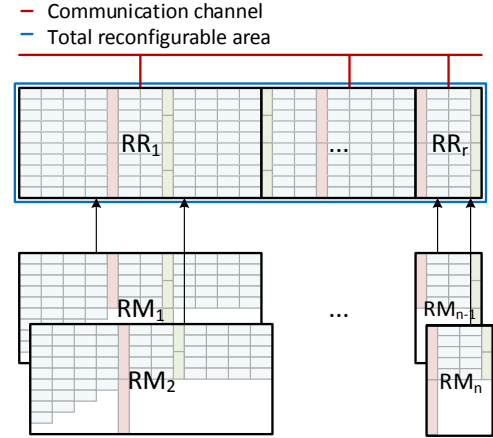 Communication channel
Total reconfigurable area
RR₁ ... RRᵣ
RM₁ ... RMₙ₋₁
RM₂ RMₙ